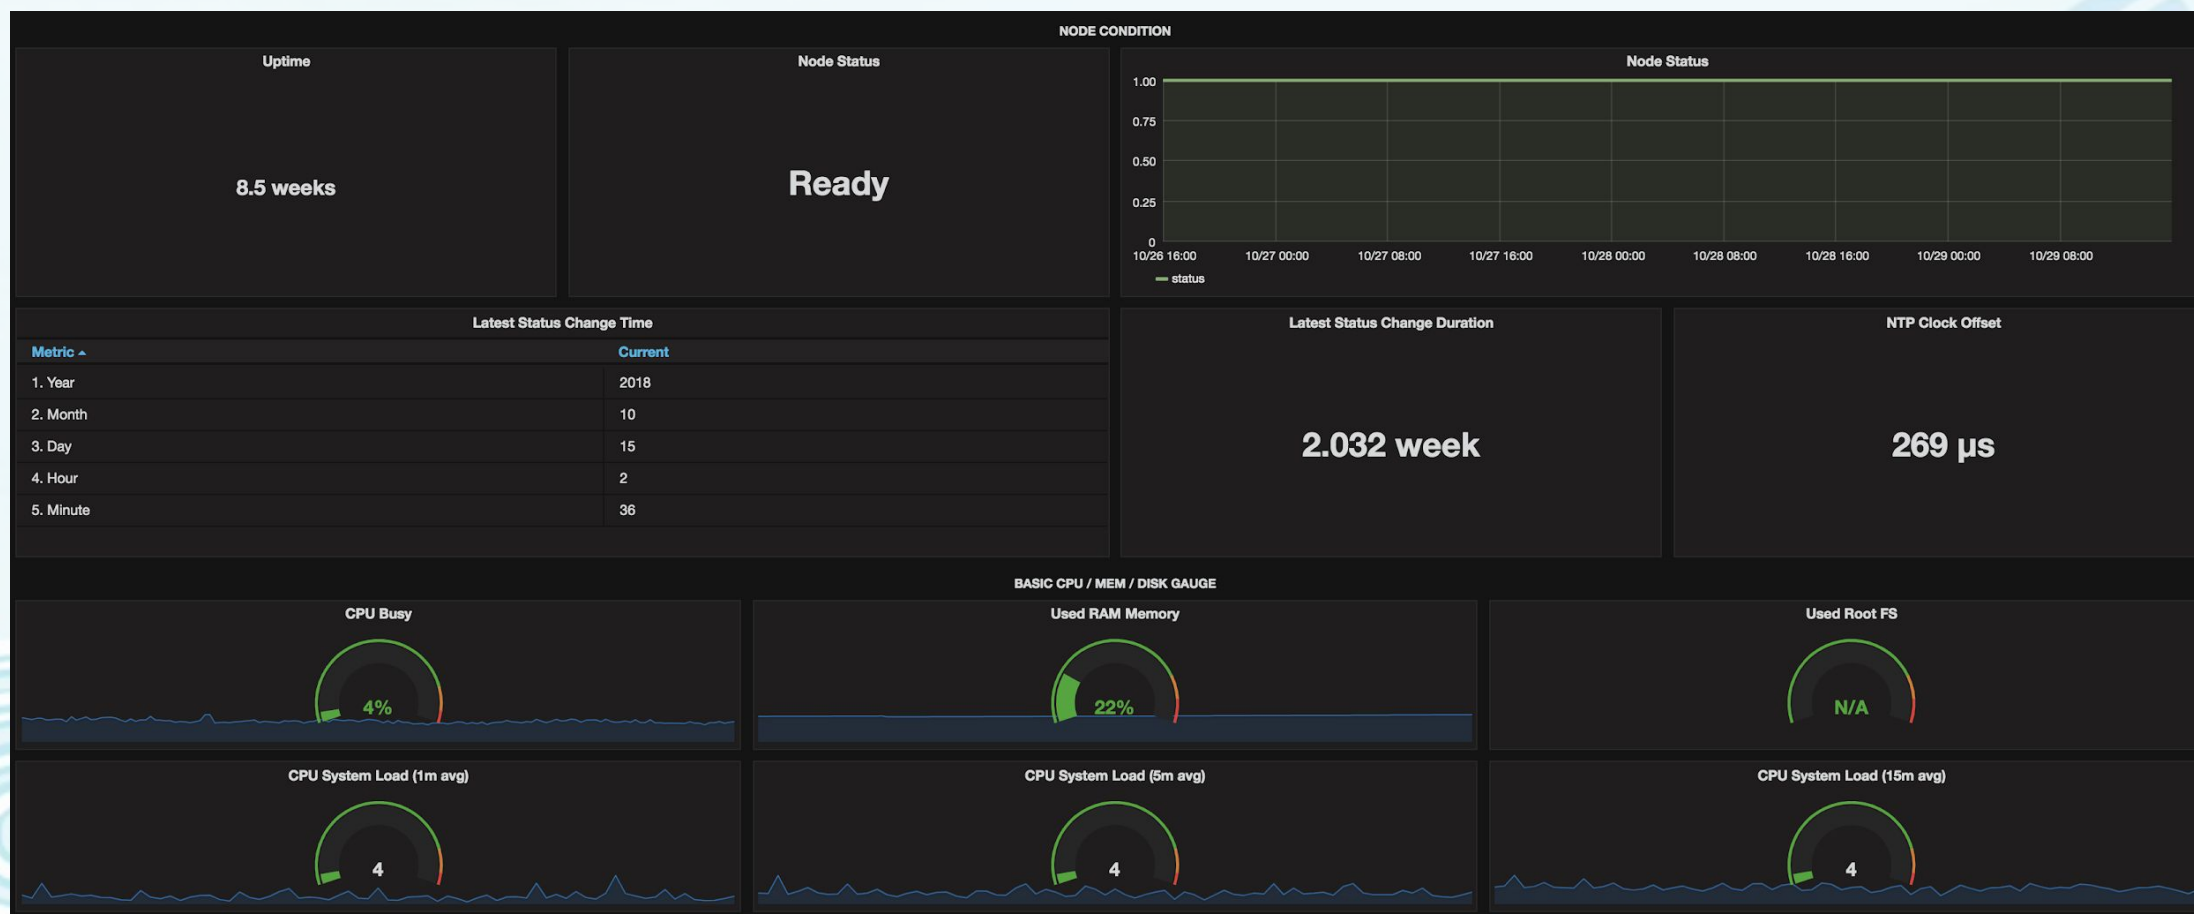 NODE CONDITION
Uptime
8.5 weeks
Node Status
Ready
Node Status
1.00
0.75
0.50
0.25
0
10/26 16:00 10/27 00:00 10/27 08:00 10/27 16:00 10/28 00:00 10/28 08:00 10/28 16:00 10/29 00:00 10/29 08:00
status
Latest Status Change Time
Metric Current
1. Year 2018
2. Month 10
3. Day 15
4. Hour 2
5. Minute 36
Latest Status Change Duration
2.032 week
NTP Clock Offset
269 µs
BASIC CPU / MEM / DISK GAUGE
CPU Busy
4%
Used RAM Memory
22%
Used Root FS
N/A
CPU System Load (1m avg)
4
CPU System Load (5m avg)
4
CPU System Load (15m avg)
4